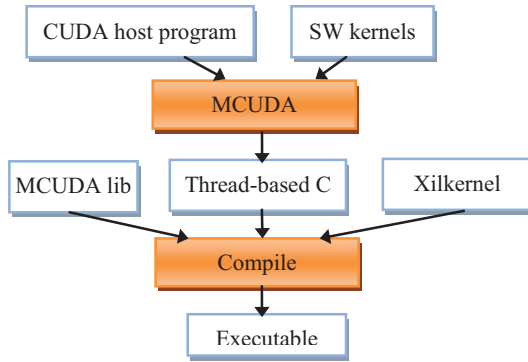 CUDA host program
SW kernels
MCUDA
MCUDA lib
Thread-based C
Xilkernel
Compile
Executable